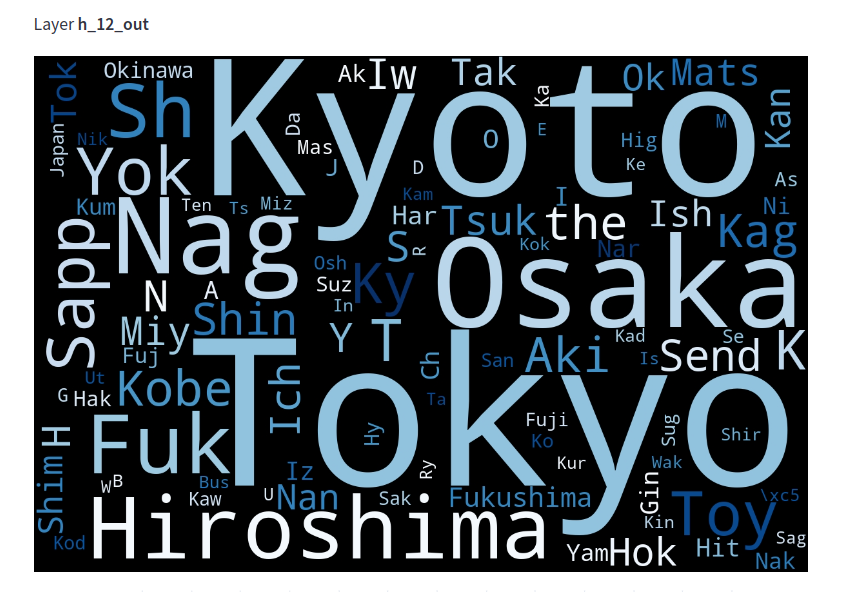 Layer h_12_out
Okinawa
Ak
Iw
Tak
Ok
Mats
Tok
Sh
Kyoto
Da
Ka
Kan
Japan
Nik
Mas
J
D
O
E
Hig
M
Ke
As
Yok
Kum
Ten
Ts
Miz
Kam
I
Ni
Nag
Har
Tsuk
the
Ish
Kag
S
R
Kok
Nar
Osaka
Sapp
Osh
Suz
Ky
In
N
A
Miy
Shin
Y
T
Fuj
Kad
Se
Is
Send
K
Ut
Kobe
Ich
Ch
San
Aki
Ta
G
Hak
Tokyo
Fuji
Ko
Kur
Sug
Shir
Wak
H
Fuk
Hy
Shim
W
B
Bus
Kaw
U
Iz
Nan
Sak
Ry
Fukushima
Gin
Kin
Toy
\xc5
Sag
Kod
Hiroshima
Yam
Hok
Hit
Nak